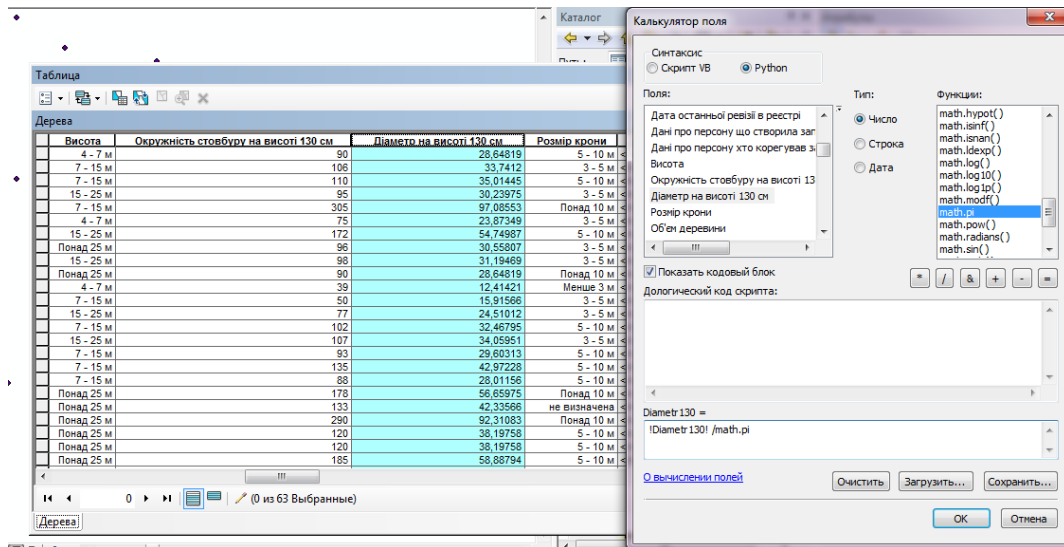 Каталог
Таблица
Дерева
Висота Окружність стовбуру на висоті 130 см Діаметр на висоті 130 см Розмір крони
4 - 7 м 90 28,64819 5 - 10 м
7 - 15 м 106 33,7412 3 - 5 м
7 - 15 м 110 35,01445 5 - 10 м
15 - 25 м 95 30,23975 3 - 5 м
7 - 15 м 305 97,08553 Понад 10 м
4 - 7 м 75 23,87349 3 - 5 м
15 - 25 м 172 54,74987 5 - 10 м
Понад 25 м 96 30,55807 3 - 5 м
15 - 25 м 98 31,19469 3 - 5 м
Понад 25 м 90 28,64819 Понад 10 м
4 - 7 м 39 12,41421 Менше 3 м
7 - 15 м 50 15,91566 3 - 5 м
15 - 25 м 77 24,51012 3 - 5 м
7 - 15 м 102 32,46795 5 - 10 м
15 - 25 м 107 34,05951 3 - 5 м
7 - 15 м 93 29,60313 5 - 10 м
7 - 15 м 135 42,97228 5 - 10 м
7 - 15 м 88 28,01156 5 - 10 м
Понад 25 м 178 56,65975 Понад 10 м
Понад 25 м 133 42,33566 не визначена
Понад 25 м 290 92,31083 Понад 10 м
Понад 25 м 120 38,19758 5 - 10 м
Понад 25 м 120 38,19758 5 - 10 м
Понад 25 м 185 58,88794 5 - 10 м
0 (0 из 63 Выбранные)
Дерева
Калькулятор поля
Синтаксис
Скрипт VB Python
Поля: Тип: Функции:
Дата останньої ревізії в реєстрі
Дані про персону що створила зап
Дані про персону хто корегував з
Висота
Окружність стовбуру на висоті 13
Діаметр на висоті 130 см
Розмір крони
Об'єм деревини
Число
Строка
Дата
math.hypot()
math.isinf()
math.isnan()
math.ldexp()
math.log()
math.log10()
math.log1p()
math.modf()
math.pi
math.pow()
math.radians()
math.sin()
Показать кодовый блок
* / & + - =
Дологический код скрипта:
Diametr130 =
!Diametr130! /math.pi
О вычислении полей
Очистить Загрузить... Сохранить...
OK Отмена